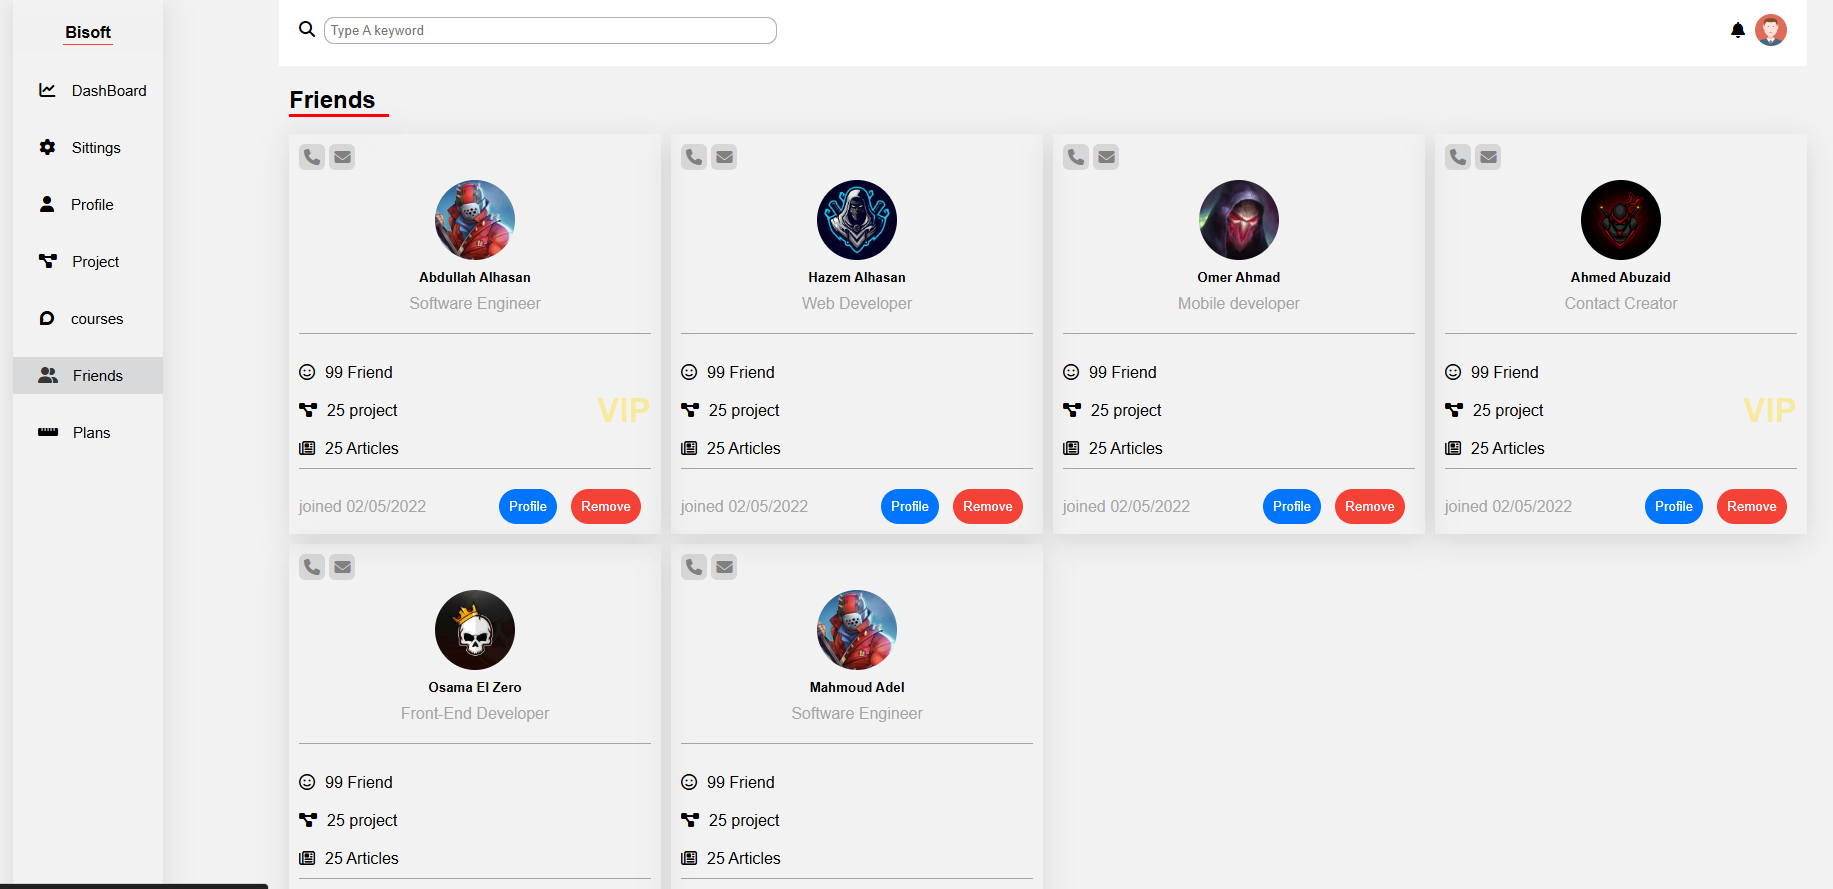 Bisoft
DashBoard
Sittings
Profile
Project
courses
Friends
Plans
Type A keyword
Friends
Abdullah Alhasan
Software Engineer
99 Friend
25 project
VIP
25 Articles
joined 02/05/2022
Profile
Remove
Hazem Alhasan
Web Developer
99 Friend
25 project
25 Articles
joined 02/05/2022
Profile
Remove
Omer Ahmad
Mobile developer
99 Friend
25 project
25 Articles
joined 02/05/2022
Profile
Remove
Ahmed Abuzaid
Contact Creator
99 Friend
25 project
VIP
25 Articles
joined 02/05/2022
Profile
Remove
Osama El Zero
Front-End Developer
99 Friend
25 project
25 Articles
Mahmoud Adel
Software Engineer
99 Friend
25 project
25 Articles